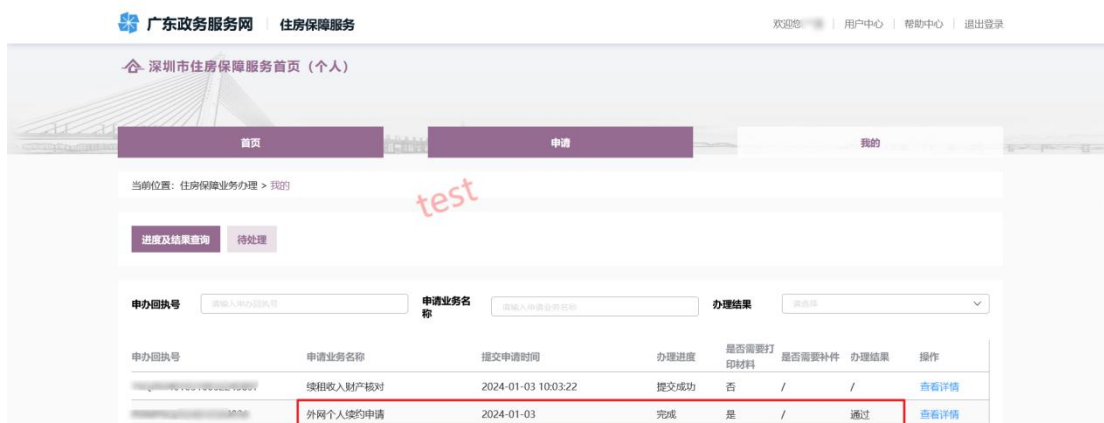 广东政务服务网 住房保障服务 欢迎您 用户中心 帮助中心 退出登录
深圳市住房保障服务首页（个人）
首页 申请 我的
当前位置：住房保障业务办理 > 我的
test
进度及结果查询 待处理
申办回执号 请输入申办回执号 申请业务名称 请输入申请业务名称 办理结果 请选择
申办回执号 申请业务名称 提交申请时间 办理进度 是否需要打印材料 是否需要补件 办理结果 操作
续租收入财产核对 2024-01-03 10:03:22 提交成功 否 / / 查看详情
外网个人续约申请 2024-01-03 完成 是 / 通过 查看详情